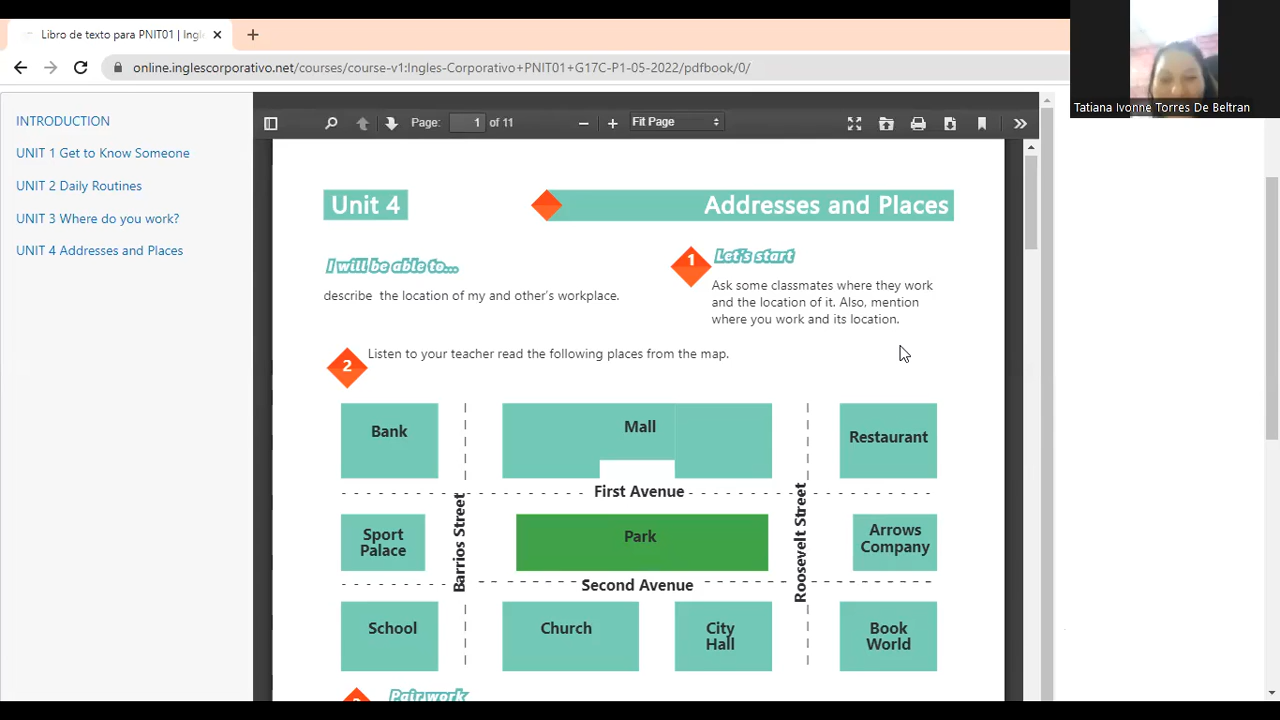 Libro de texto para PNIT01 | Ingl
online.inglescorporativo.net/courses/course-v1:Ingles-Corporativo+PNIT01+G17C-P1-05-2022/pdfbook/0/
Tatiana Ivonne Torres De Beltran
INTRODUCTION
UNIT 1 Get to Know Someone
UNIT 2 Daily Routines
UNIT 3 Where do you work?
UNIT 4 Addresses and Places
Page: 1 of 11
Fit Page
Unit 4
Addresses and Places
I will be able to...
describe the location of my and other's workplace.
1
Let's start
Ask some classmates where they work
and the location of it. Also, mention
where you work and its location.
2
Listen to your teacher read the following places from the map.
Bank
Mall
Restaurant
First Avenue
Barrios Street
Roosevelt Street
Sport
Palace
Park
Arrows
Company
Second Avenue
School
Church
City
Hall
Book
World
Pair work